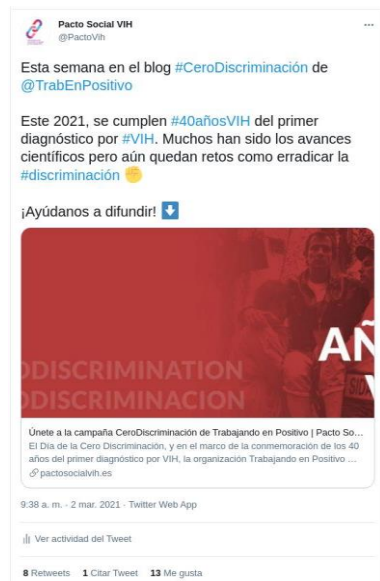 Pacto Social VIH
@PactoVih
Esta semana en el blog #CeroDiscriminación de
@TrabEnPositivo
Este 2021, se cumplen #40añosVIH del primer
diagnóstico por #VIH. Muchos han sido los avances
científicos pero aún quedan retos como erradicar la
#discriminación ✊
¡Ayúdanos a difundir! ⬇️
AÑ
ODISCRIMINATION
ODISCRIMINACION
Únete a la campaña CeroDiscriminación de Trabajando en Positivo | Pacto So...
El Día de la Cero Discriminación, y en el marco de la conmemoración de los 40
años del primer diagnóstico por VIH, la organización Trabajando en Positivo ...
pactosocialvih.es
9:38 a. m. · 2 mar. 2021 · Twitter Web App
Ver actividad del Tweet
8 Retweets 1 Citar Tweet 13 Me gusta